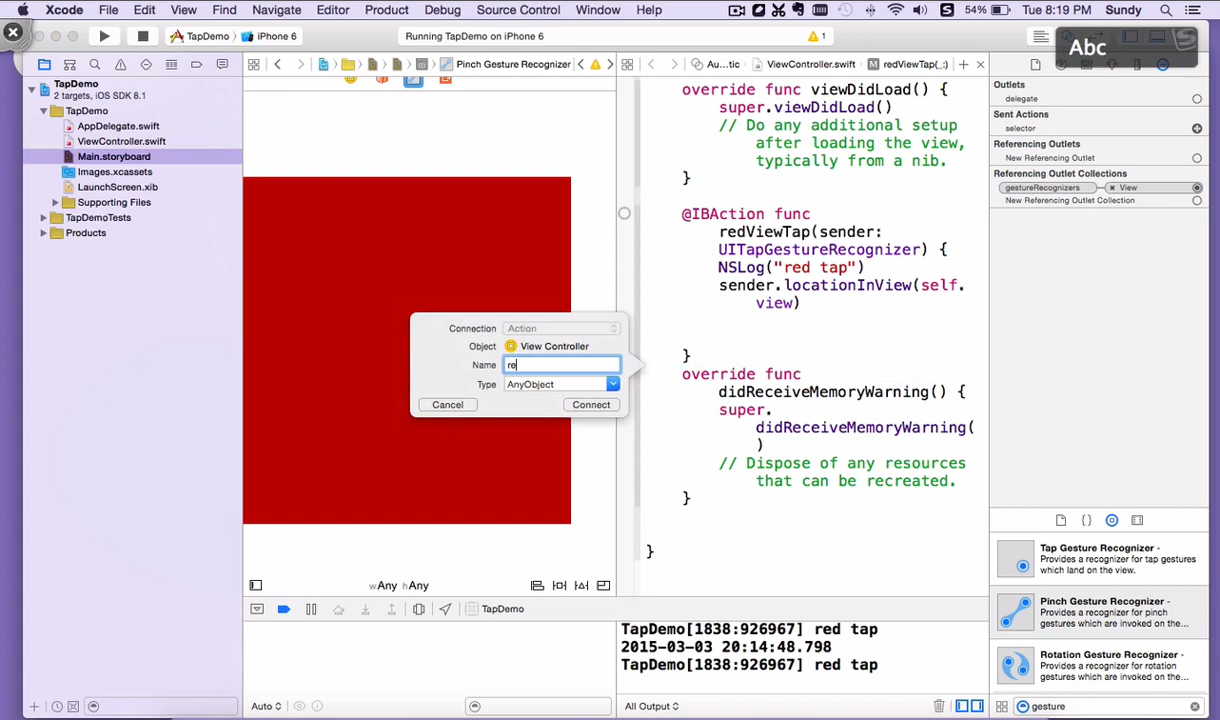 Xcode File Edit View Find Navigate Editor Product Debug Source Control Window Help 54% Tue 8:19 PM Sundy
TapDemo iPhone 6 Running TapDemo on iPhone 6 1
Abc
Pinch Gesture Recognizer Au...tic ViewController.swift M redViewTap(_:)
TapDemo
2 targets, iOS SDK 8.1
TapDemo
AppDelegate.swift
ViewController.swift
Main.storyboard
Images.xcassets
LaunchScreen.xib
Supporting Files
TapDemoTests
Products
Connection Action
Object View Controller
Name re
Type AnyObject
Cancel Connect
wAny hAny
override func viewDidLoad() {
super.viewDidLoad()
// Do any additional setup
after loading the view,
typically from a nib.
}
@IBAction func
redViewTap(sender:
UITapGestureRecognizer) {
NSLog("red tap")
sender.locationInView(self.
view)
}
override func
didReceiveMemoryWarning() {
super.
didReceiveMemoryWarning(
)
// Dispose of any resources
that can be recreated.
}
}
Outlets
delegate
Sent Actions
selector
Referencing Outlets
New Referencing Outlet
Referencing Outlet Collections
gestureRecognizers View
New Referencing Outlet Collection
Tap Gesture Recognizer -
Provides a recognizer for tap gestures
which land on the view.
Pinch Gesture Recognizer -
Provides a recognizer for pinch
gestures which are invoked on the...
Rotation Gesture Recognizer -
Provides a recognizer for rotation
gestures which are invoked on the...
gesture
TapDemo
TapDemo[1838:926967] red tap
2015-03-03 20:14:48.798
TapDemo[1838:926967] red tap
Auto
All Output